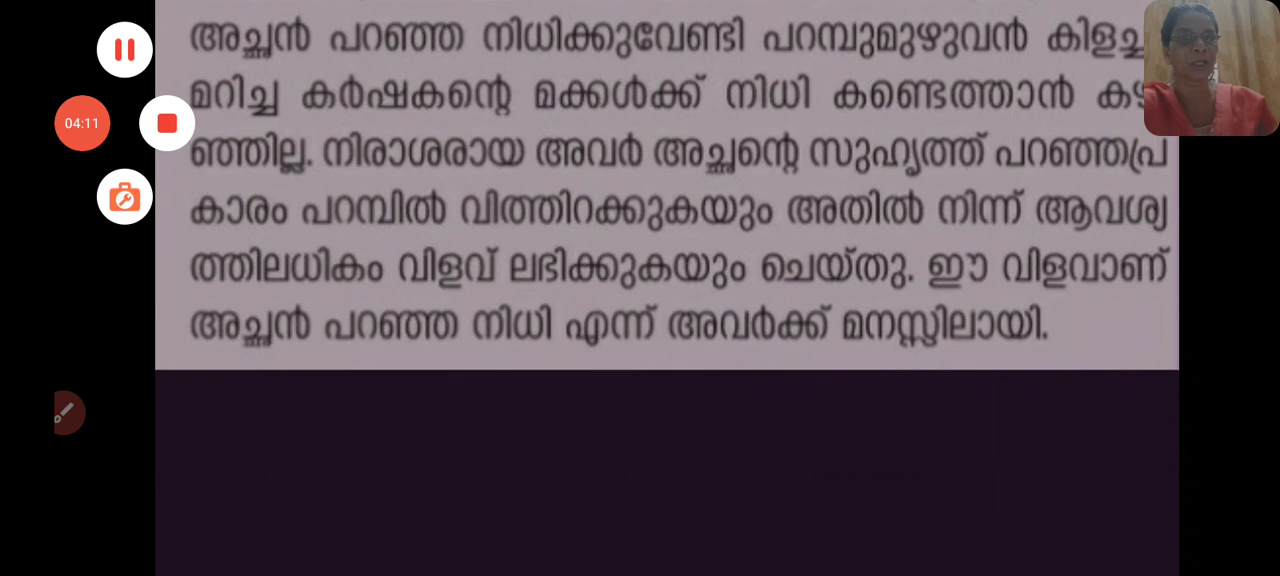 അച്ഛൻ പറഞ്ഞ നിധിക്കുവേണ്ടി പറമ്പുമുഴുവൻ കിളച്ചു
മറിച്ച കർഷകന്റെ മക്കൾക്ക് നിധി കണ്ടെത്താൻ
04:11
ഞ്ഞില്ല. നിരാശരായ അവർ അച്ഛന്റെ സുഹൃത്ത് പറഞ്ഞപ്ര
കാരം പറമ്പിൽ വിത്തിറക്കുകയും അതിൽ നിന്ന് ആവശ്യ
ത്തിലധികം വിളവ് ലഭിക്കുകയും ചെയ്തു. ഈ വിളവാണ്
അച്ഛൻ പറഞ്ഞ നിധി എന്ന് അവർക്ക് മനസ്സിലായി.